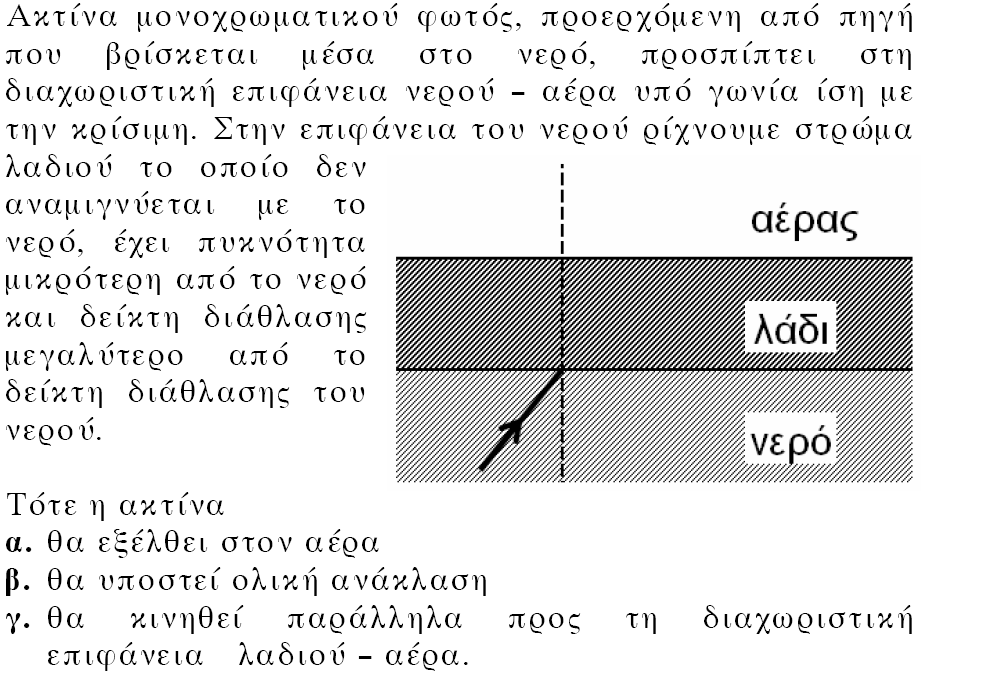 Ακτίνα μονοχρωματικού φωτός, προερχόμενη από πηγή
που βρίσκεται μέσα στο νερό, προσπίπτει στη
διαχωριστική επιφάνεια νερού – αέρα υπό γωνία ίση με
την κρίσιμη. Στην επιφάνεια του νερού ρίχνουμε στρώμα
λαδιού το οποίο δεν
αναμιγνύεται με το
νερό, έχει πυκνότητα
μικρότερη από το νερό
και δείκτη διάθλασης
μεγαλύτερο από το
δείκτη διάθλασης του
νερού.
αέρας
λάδι
νερό
Τότε η ακτίνα
α. θα εξέλθει στον αέρα
β. θα υποστεί ολική ανάκλαση
γ. θα κινηθεί παράλληλα προς τη διαχωριστική
επιφάνεια λαδιού – αέρα.